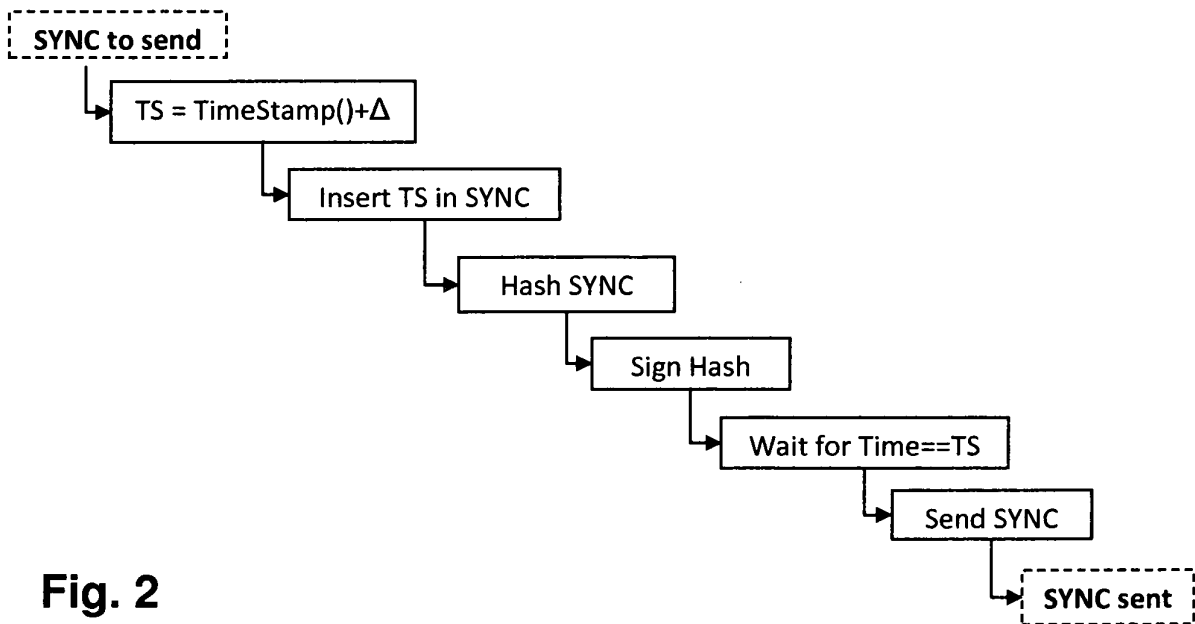 SYNC to send
TS = TimeStamp()+Δ
Insert TS in SYNC
Hash SYNC
Sign Hash
Wait for Time==TS
Send SYNC
SYNC sent
Fig. 2